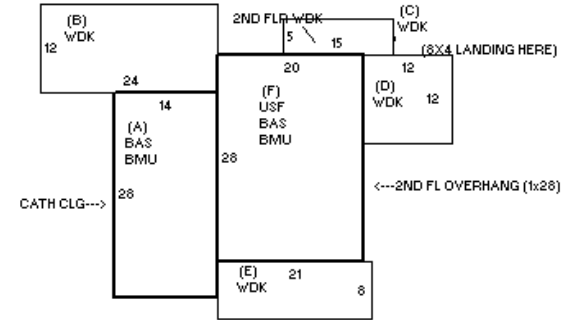 (B)
WDK
12
24
2ND FLR WDK
5
15
(C)
WDK
(8X4 LANDING HERE)
20
12
(D)
WDK
12
14
(A)
BAS
BMU
(F)
USF
BAS
BMU
28
28
CATH CLG--->
<---2ND FL OVERHANG (1x28)
(E)
WDK
21
8